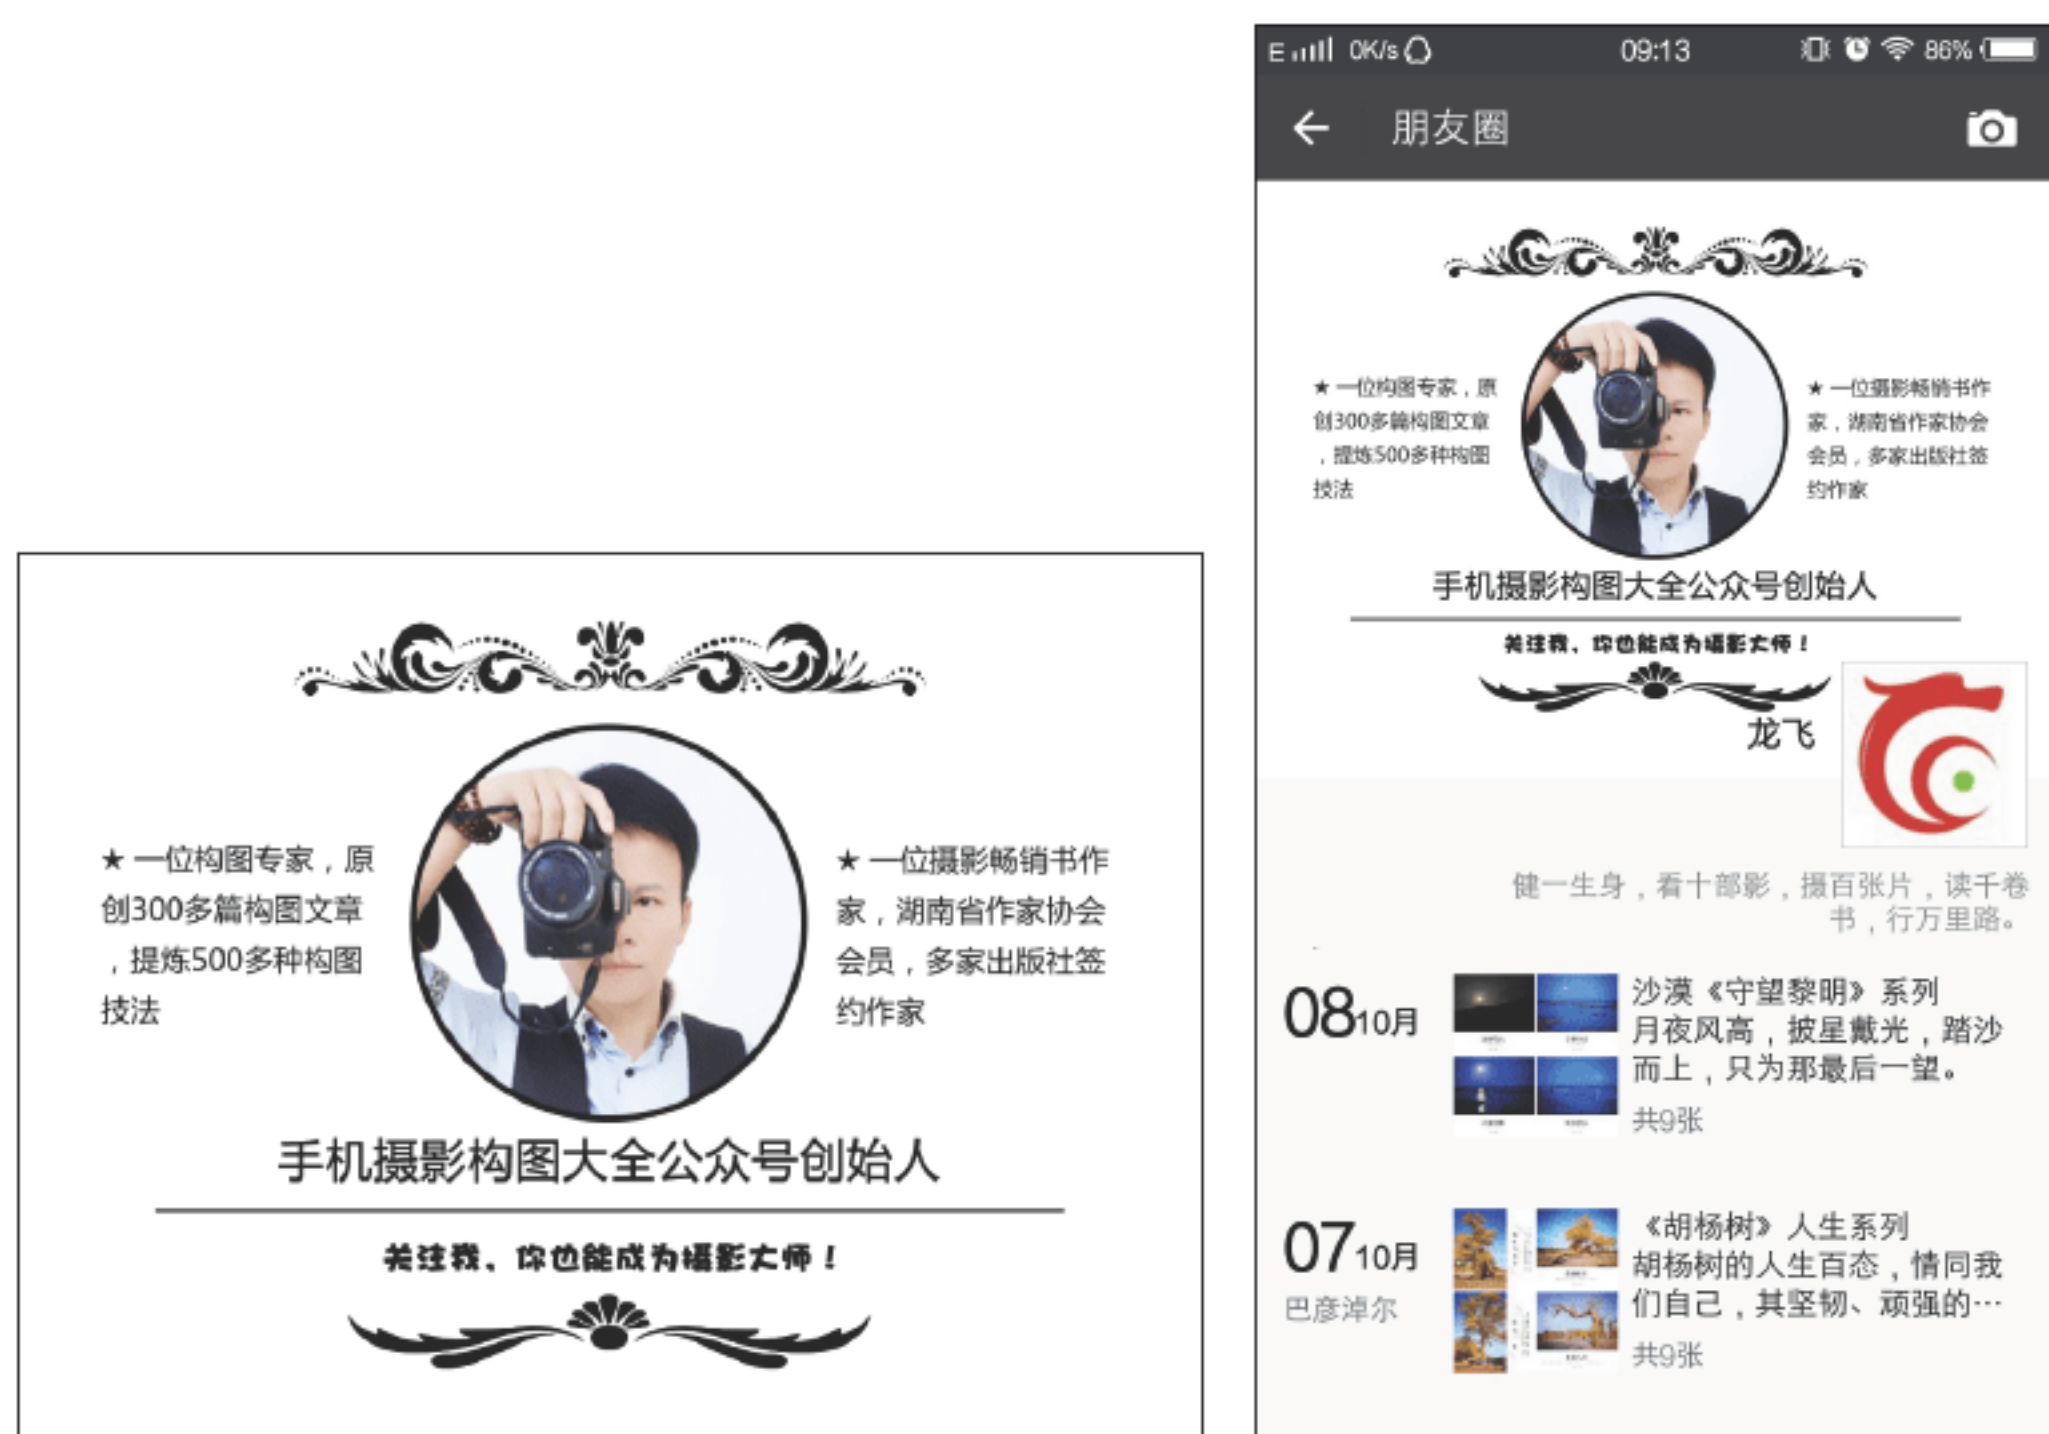 ★ 一位构图专家，原
创300多篇构图文章
，提炼500多种构图
技法
★ 一位摄影畅销书作
家，湖南省作家协会
会员，多家出版社签
约作家
手机摄影构图大全公众号创始人
关注我、你也能成为摄影大师！
E 0K/s 09:13 86%
朋友圈
★ 一位构图专家，原
创300多篇构图文章
，提炼500多种构图
技法
★ 一位摄影畅销书作
家，湖南省作家协会
会员，多家出版社签
约作家
手机摄影构图大全公众号创始人
关注我、你也能成为摄影大师！
龙飞
健一生身，看十部影，摄百张片，读千卷
书，行万里路。
0810月
沙漠《守望黎明》系列
月夜风高，披星戴光，踏沙
而上，只为那最后一望。
共9张
0710月
巴彦淖尔
《胡杨树》人生系列
胡杨树的人生百态，情同我
们自己，其坚韧、顽强的…
共9张